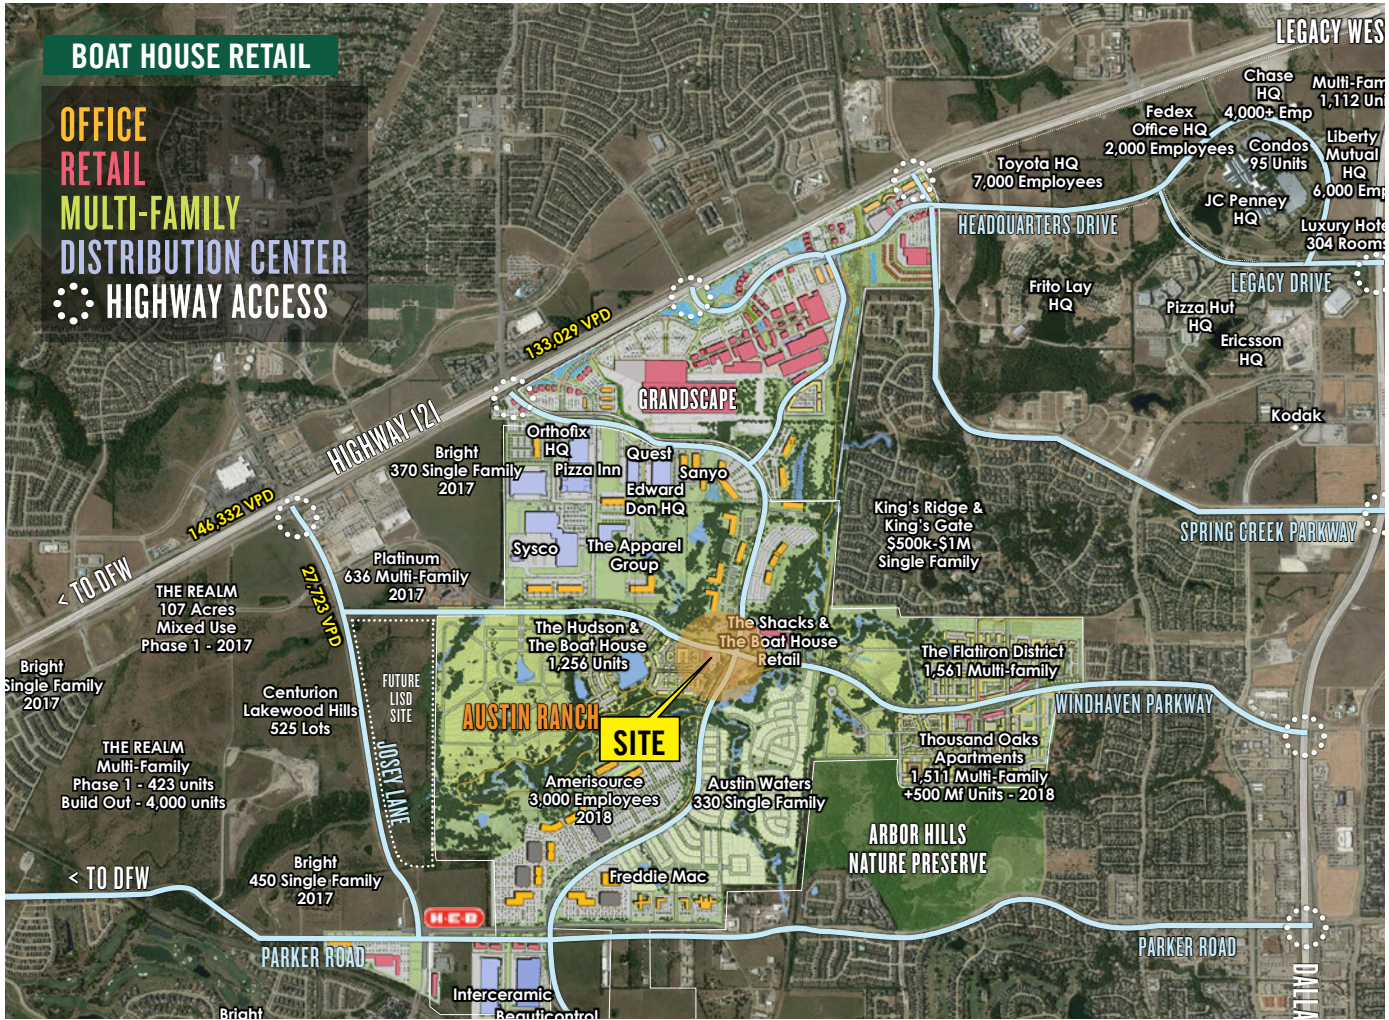 BOAT HOUSE RETAIL
OFFICE
RETAIL
MULTI-FAMILY
DISTRIBUTION CENTER
HIGHWAY ACCESS
LEGACY WES
Chase
HQ
4,000+ Emp
Multi-Fam
1,112 Uni
Fedex
Office HQ
2,000 Employees
Condos
95 Units
Liberty
Mutual
HQ
6,000 Emp
Toyota HQ
7,000 Employees
JC Penney
HQ
Luxury Hote
304 Rooms
HEADQUARTERS DRIVE
LEGACY DRIVE
Frito Lay
HQ
Pizza Hut
HQ
Ericsson
HQ
Kodak
133,029 VPD
GRANDSCAPE
HIGHWAY 121
146,332 VPD
< TO DFW
27,723 VPD
Bright
370 Single Family
2017
Orthofix
HQ
Pizza Inn
Quest
Sanyo
Edward
Don HQ
Sysco
The Apparel
Group
King's Ridge &
King's Gate
$500k-$1M
Single Family
SPRING CREEK PARKWAY
Platinum
636 Multi-Family
2017
THE REALM
107 Acres
Mixed Use
Phase 1 - 2017
The Hudson &
The Boat House
1,256 Units
The Shacks &
The Boat House
Retail
The Flatiron District
1,561 Multi-family
Bright
Single Family
2017
Centurion
Lakewood Hills
525 Lots
FUTURE
LISD
SITE
AUSTIN RANCH
SITE
WINDHAVEN PARKWAY
THE REALM
Multi-Family
Phase 1 - 423 units
Build Out - 4,000 units
JOSEY LANE
Thousand Oaks
Apartments
1,511 Multi-Family
+500 Mf Units - 2018
Amerisource
3,000 Employees
2018
Austin Waters
330 Single Family
ARBOR HILLS
NATURE PRESERVE
< TO DFW
Bright
450 Single Family
2017
Freddie Mac
H-E-B
PARKER ROAD
PARKER ROAD
DALLA
Interceramic
Beauticontrol
Bright